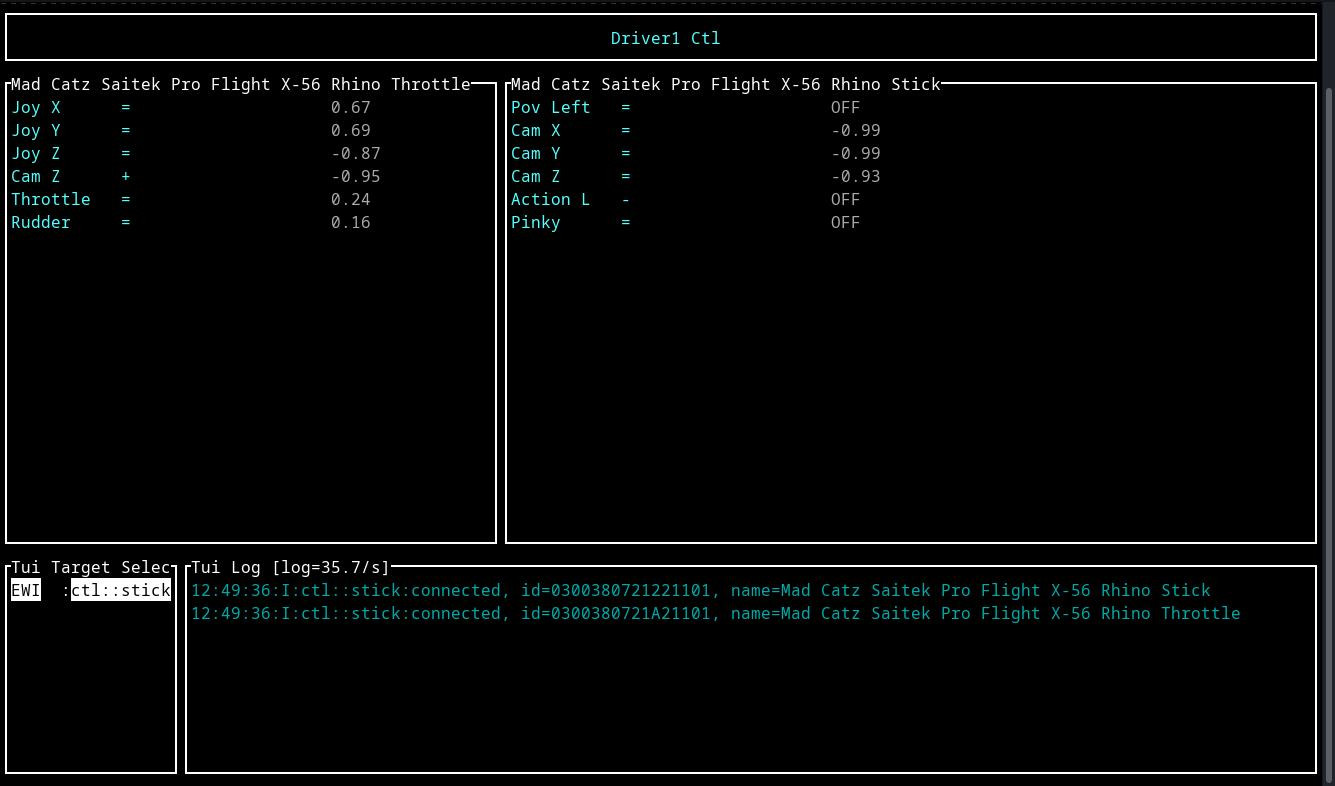 Driver1 Ctl
Mad Catz Saitek Pro Flight X-56 Rhino Throttle
Joy X = 0.67
Joy Y = 0.69
Joy Z = -0.87
Cam Z + -0.95
Throttle = 0.24
Rudder = 0.16
Mad Catz Saitek Pro Flight X-56 Rhino Stick
Pov Left = OFF
Cam X = -0.99
Cam Y = -0.99
Cam Z = -0.93
Action L - OFF
Pinky = OFF
Tui Target Selec
EWI :ctl::stick
Tui Log [log=35.7/s]
12:49:36:I:ctl::stick:connected, id=0300380721221101, name=Mad Catz Saitek Pro Flight X-56 Rhino Stick
12:49:36:I:ctl::stick:connected, id=0300380721A21101, name=Mad Catz Saitek Pro Flight X-56 Rhino Throttle